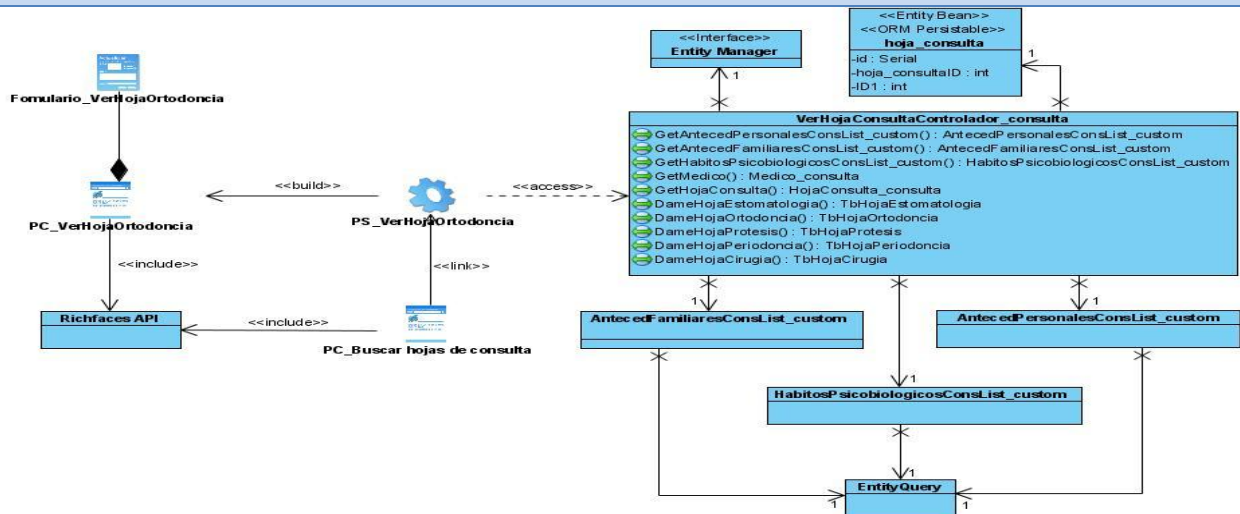 <<Entity Bean>>
<<ORM Persistable>>
hoja_consulta
-id : Serial
-hoja_consultaID : int
-ID1 : int
<<Interface>>
Entity Manager
1
1
Fomulario_VerHojaOrtodoncia
VerHojaConsultaControlador_consulta
GetAntecedPersonalesConsList_custom() : AntecedPersonalesConsList_custom
GetAntecedFamiliaresConsList_custom() : AntecedFamiliaresConsList_custom
GetHabitosPsicobiologicosConsList_custom() : HabitosPsicobiologicosConsList_custom
GetMedico() : Medico_consulta
GetHojaConsulta() : HojaConsulta_consulta
DameHojaEstomatologia() : TbHojaEstomatologia
DameHojaOrtodoncia() : TbHojaOrtodoncia
DameHojaProtesis() : TbHojaProtesis
DameHojaPeriodoncia() : TbHojaPeriodoncia
DameHojaCirugia() : TbHojaCirugia
<<build>>
<<access>>
PC_VerHojaOrtodoncia
PS_VerHojaOrtodoncia
<<include>>
<<link>>
1
1
Richfaces API
<<include>>
PC_Buscar hojas de consulta
AntecedFamiliaresConsList_custom
AntecedPersonalesConsList_custom
1
HabitosPsicobiologicosConsList_custom
1
EntityQuery
1
1